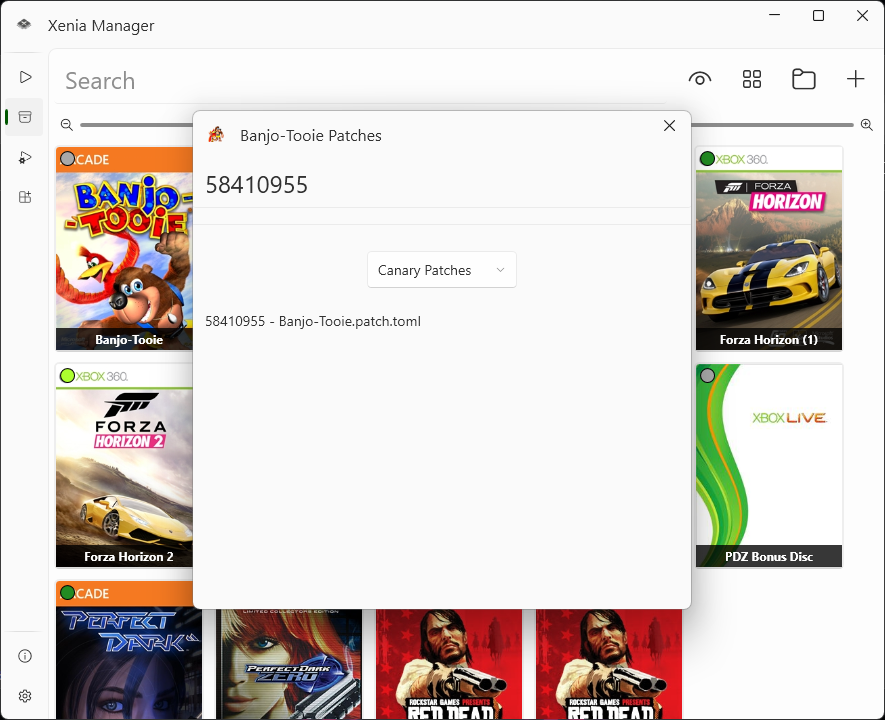 Xenia Manager
Search
Banjo-Tooie Patches
58410955
Canary Patches
58410955 - Banjo-Tooie.patch.toml
CADE
BANJO-
TOOIE
Banjo-Tooie
XBOX 360.
FORZA
HORIZON
Forza Horizon (1)
XBOX 360.
FORZA
HORIZON 2
Forza Horizon 2
XBOX LIVE
PDZ Bonus Disc
CADE
PERFECT
DARK
LIMITED COLLECTOR'S EDITION
PERFECT DARK
ZERO
ROCKSTAR GAMES PRESENTS
RED DEAD
ROCKSTAR GAMES PRESENTS
RED DEAD